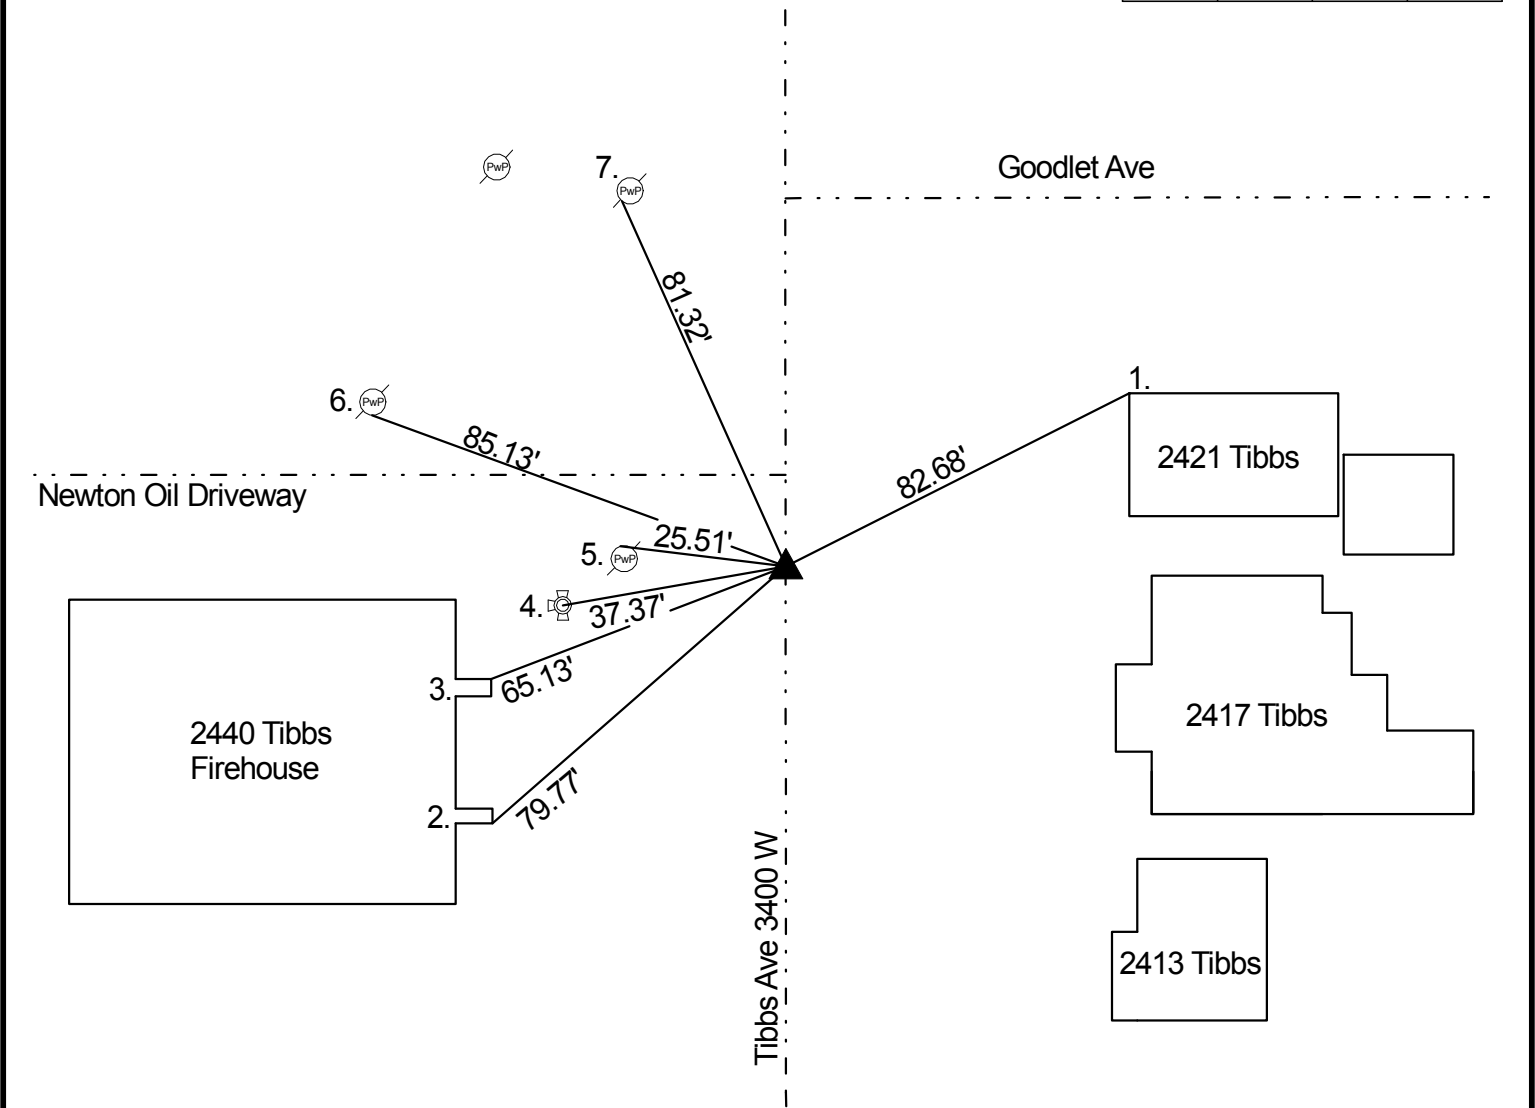 PwP
7.
PwP
Goodlet Ave
81.32'
1.
6.
PwP
85.13'
2421 Tibbs
82.68'
Newton Oil Driveway
25.51'
5.
PwP
4.
37.37'
3.
65.13'
2440 Tibbs
Firehouse
2417 Tibbs
79.77'
2.
Tibbs Ave 3400 W
2413 Tibbs